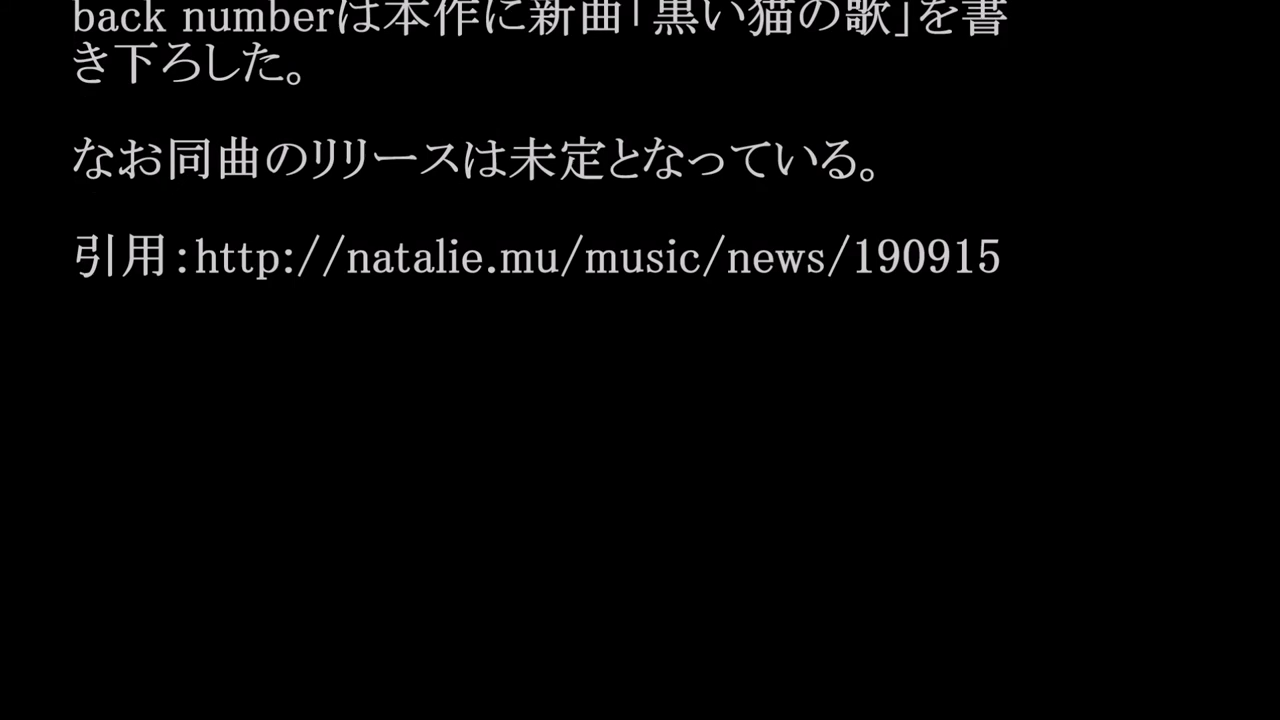 back numberは本作に新曲「黒い猫の歌」を書
き下ろした。
なお同曲のリリースは未定となっている。
引用：http://natalie.mu/music/news/190915